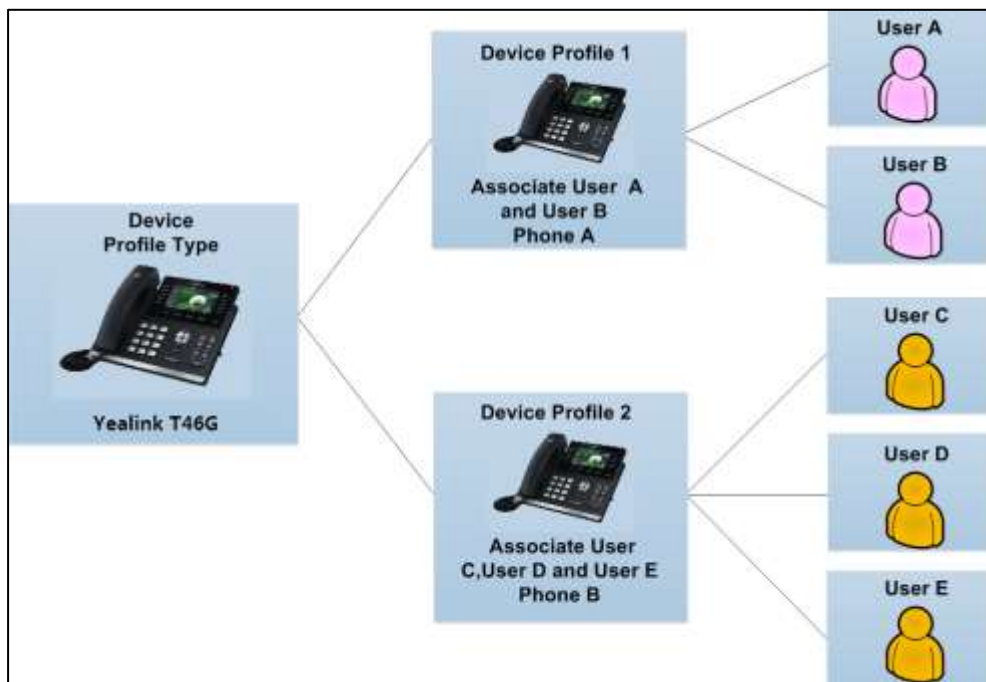 Device
Profile Type
Yealink T46G
Device Profile 1
Associate User A
and User B
Phone A
Device Profile 2
Associate User
C,User D and User E
Phone B
User A
User B
User C
User D
User E